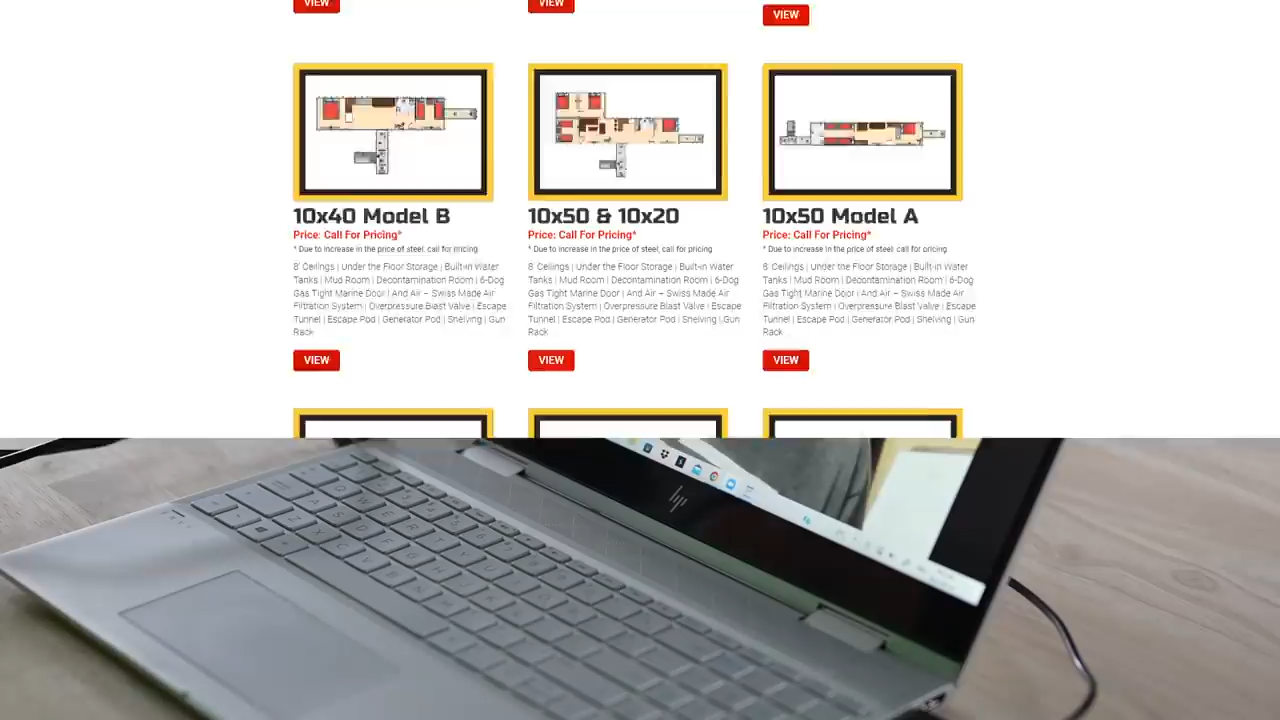 VIEW
VIEW
VIEW
10x40 Model B
Price: Call For Pricing*
* Due to increase in the price of steel, call for pricing
8' Ceilings | Under the Floor Storage | Built-in Water
Tanks | Mud Room | Decontamination Room | 6-Dog
Gas Tight Marine Door | And Air – Swiss Made Air
Filtration System | Overpressure Blast Valve | Escape
Tunnel | Escape Pod | Generator Pod | Shelving | Gun
Rack
VIEW
10x50 & 10x20
Price: Call For Pricing*
* Due to increase in the price of steel, call for pricing
8' Ceilings | Under the Floor Storage | Built-in Water
Tanks | Mud Room | Decontamination Room | 6-Dog
Gas Tight Marine Door | And Air – Swiss Made Air
Filtration System | Overpressure Blast Valve | Escape
Tunnel | Escape Pod | Generator Pod | Shelving | Gun
Rack
VIEW
10x50 Model A
Price: Call For Pricing*
* Due to increase in the price of steel, call for pricing
8' Ceilings | Under the Floor Storage | Built-in Water
Tanks | Mud Room | Decontamination Room | 6-Dog
Gas Tight Marine Door | And Air – Swiss Made Air
Filtration System | Overpressure Blast Valve | Escape
Tunnel | Escape Pod | Generator Pod | Shelving | Gun
Rack
VIEW
hp